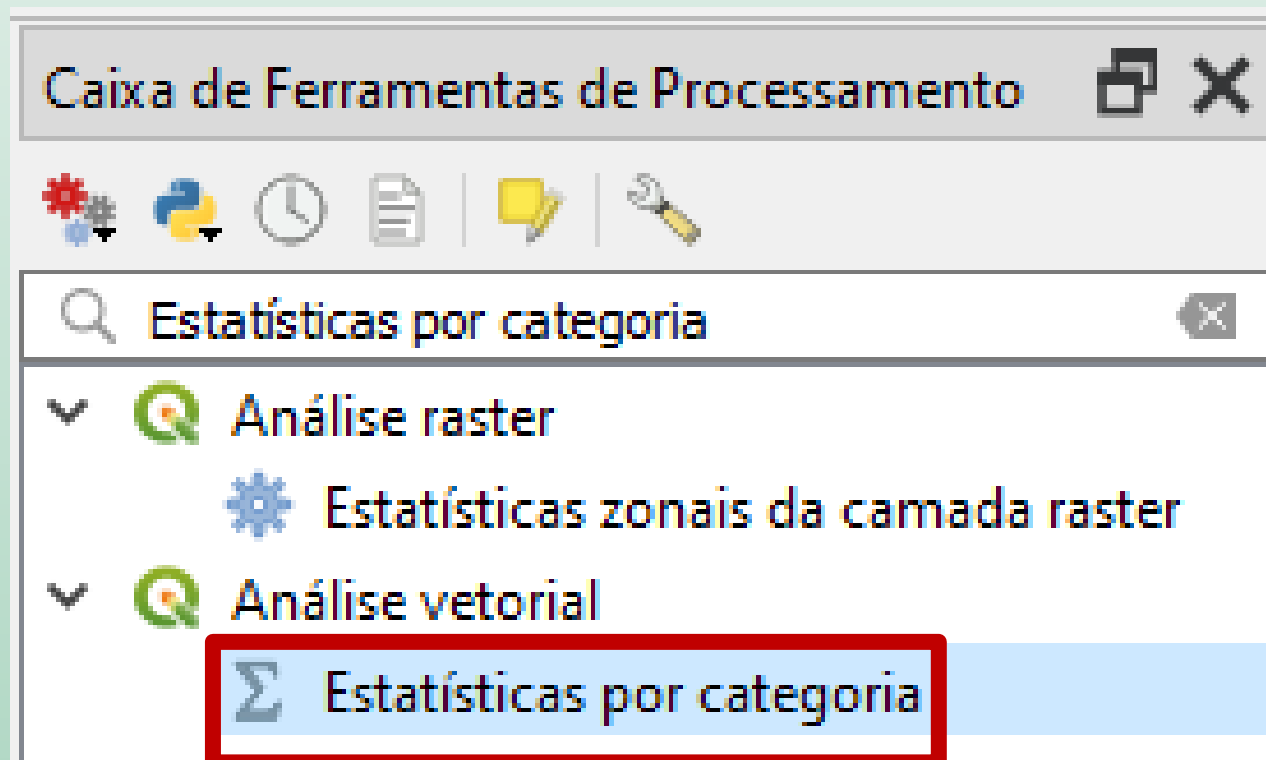 Caixa de Ferramentas de Processamento
Estatísticas por categoria
Análise raster
Estatísticas zonais da camada raster
Análise vetorial
Estatísticas por categoria